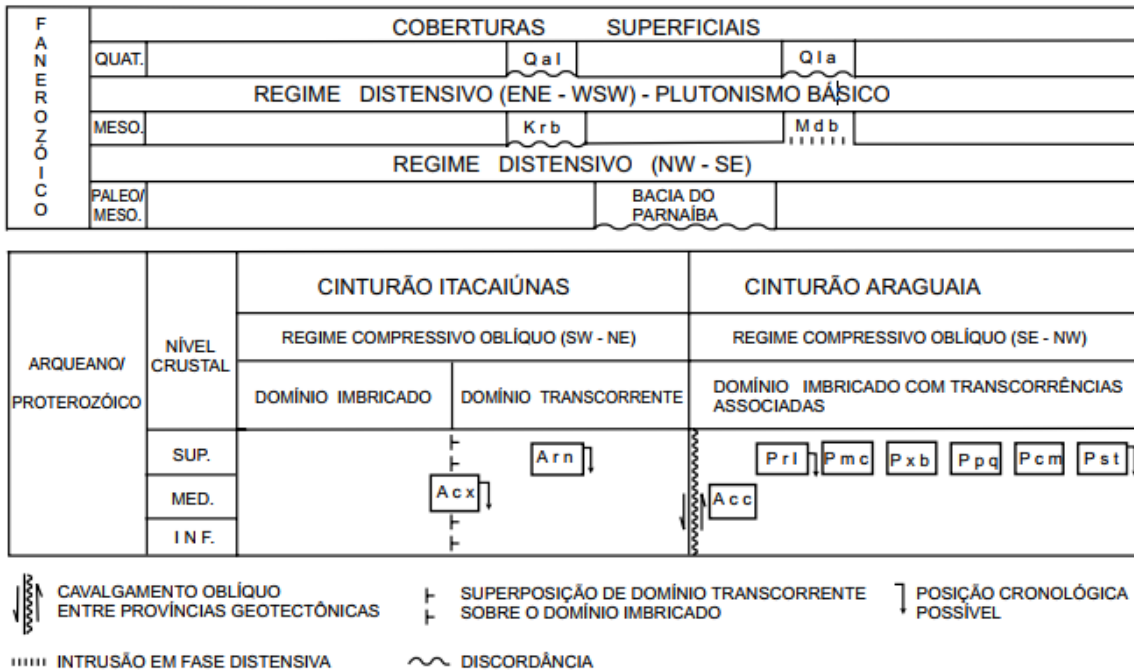 FANEROZÓICO
COBERTURAS SUPERFICIAIS
QUAT. Qal Qla
REGIME DISTENSIVO (ENE - WSW) - PLUTONISMO BÁSICO
MESO. Krb Mdb
REGIME DISTENSIVO (NW - SE)
PALEO/
MESO.
BACIA DO
PARNAÍBA
ARQUEANO/
PROTEROZÓICO
NÍVEL
CRUSTAL
CINTURÃO ITACAIÚNAS CINTURÃO ARAGUAIA
REGIME COMPRESSIVO OBLÍQUO (SW - NE) REGIME COMPRESSIVO OBLÍQUO (SE - NW)
DOMÍNIO IMBRICADO DOMÍNIO TRANSCORRENTE
DOMÍNIO IMBRICADO COM TRANSCORRÊNCIAS
ASSOCIADAS
SUP. Arn Prl Pmc Pxb Ppq Pcm Pst
MED. Acx Acc
INF.
CAVALGAMENTO OBLÍQUO
ENTRE PROVÍNCIAS GEOTECTÔNICAS
SUPERPOSIÇÃO DE DOMÍNIO TRANSCORRENTE
SOBRE O DOMÍNIO IMBRICADO
POSIÇÃO CRONOLÓGICA
POSSÍVEL
INTRUSÃO EM FASE DISTENSIVA
DISCORDÂNCIA